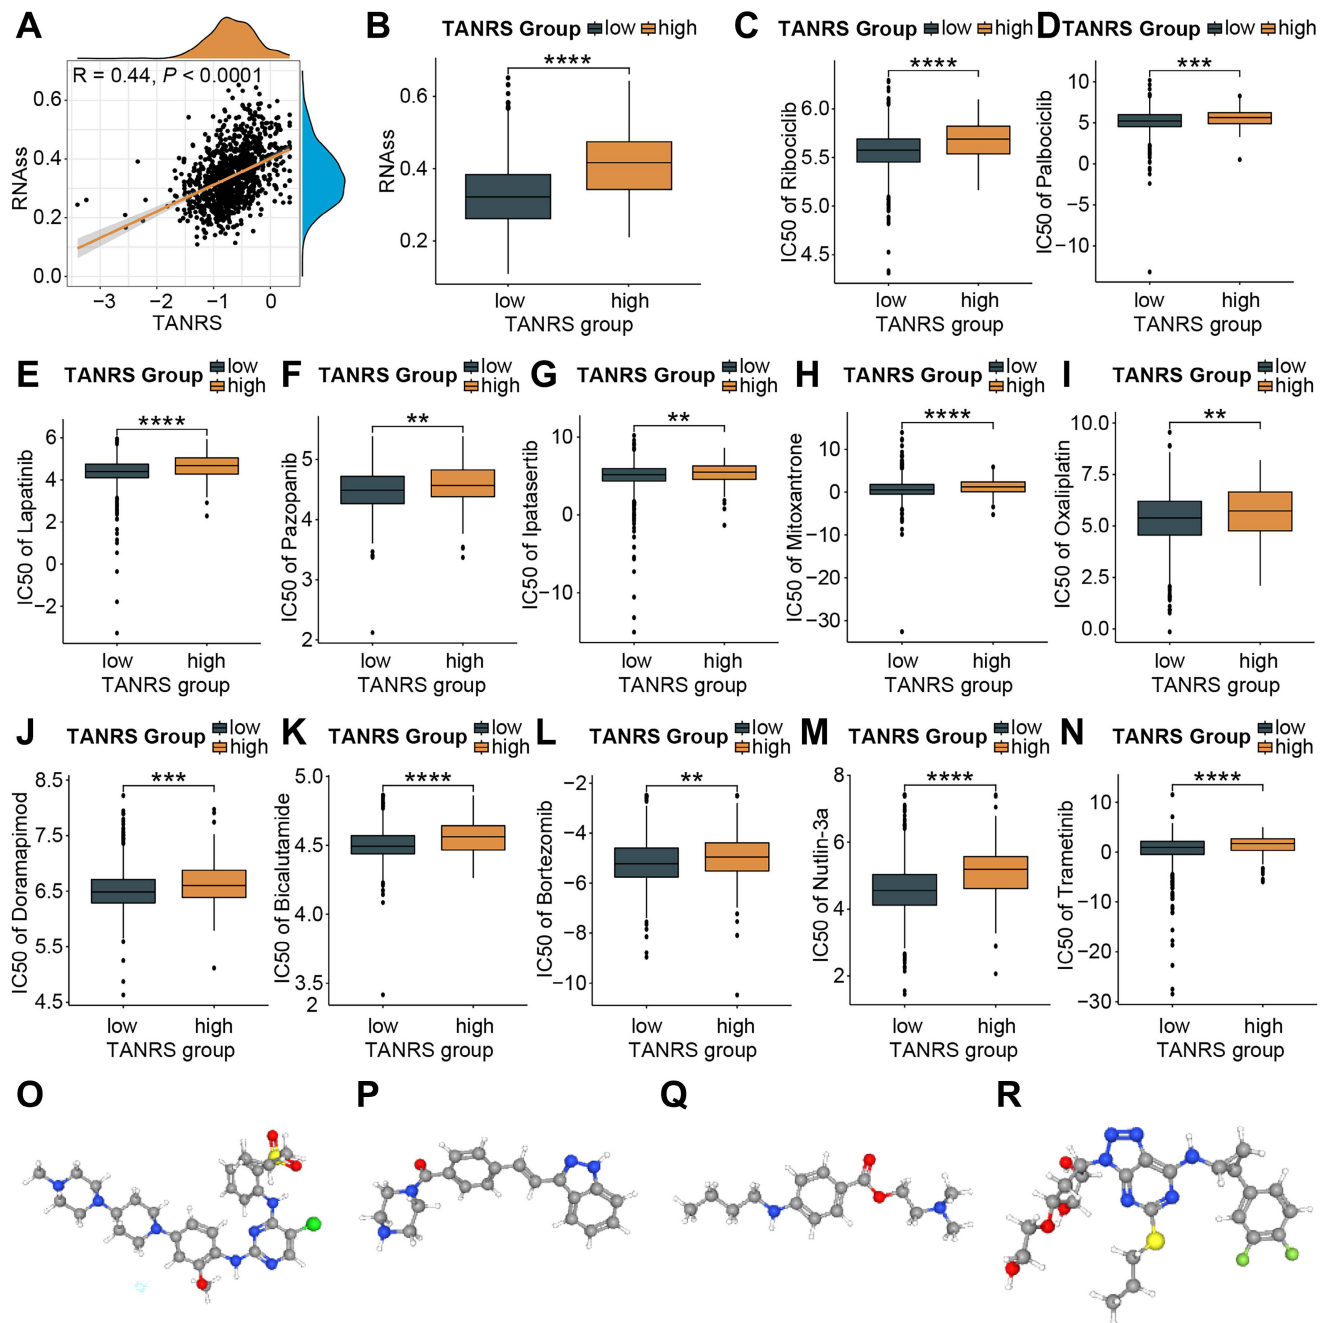 A
R = 0.44, P < 0.0001
RNAss
0.6
0.4
0.2
0.0
−3
−2
−1
0
TANRS
B
TANRS Group low high
****
RNAss
0.6
0.4
0.2
low
high
TANRS group
C
TANRS Group low high
****
IC50 of Ribociclib
6.0
5.5
5.0
4.5
low
high
TANRS group
D
TANRS Group low high
***
IC50 of Palbociclib
10
5
0
−5
−10
low
high
TANRS group
E
TANRS Group low
high
****
IC50 of Lapatinib
6
4
2
0
−2
low
high
TANRS group
F
TANRS Group low
high
**
IC50 of Pazopanib
5
4
3
2
low
high
TANRS group
G
TANRS Group low
high
**
IC50 of Ipatasertib
10
0
−10
low
high
TANRS group
H
TANRS Group low
high
****
IC50 of Mitoxantrone
10
0
−10
−20
−30
low
high
TANRS group
I
TANRS Group low
high
**
IC50 of Oxaliplatin
10.0
7.5
5.0
2.5
0.0
low
high
TANRS group
J
TANRS Group low
high
***
IC50 of Doramapimod
8.5
7.5
6.5
5.5
4.5
low
high
TANRS group
K
TANRS Group low
high
****
IC50 of Bicalutamide
5.0
4.5
4.0
3.5
2
low
high
TANRS group
L
TANRS Group low
high
**
IC50 of Bortezomib
−2
−4
−6
−8
−10
low
high
TANRS group
M
TANRS Group low
high
****
IC50 of Nutlin-3a
8
6
4
2
low
high
TANRS group
N
TANRS Group low
high
****
IC50 of Trametinib
10
0
−10
−20
−30
low
high
TANRS group
O
P
Q
R